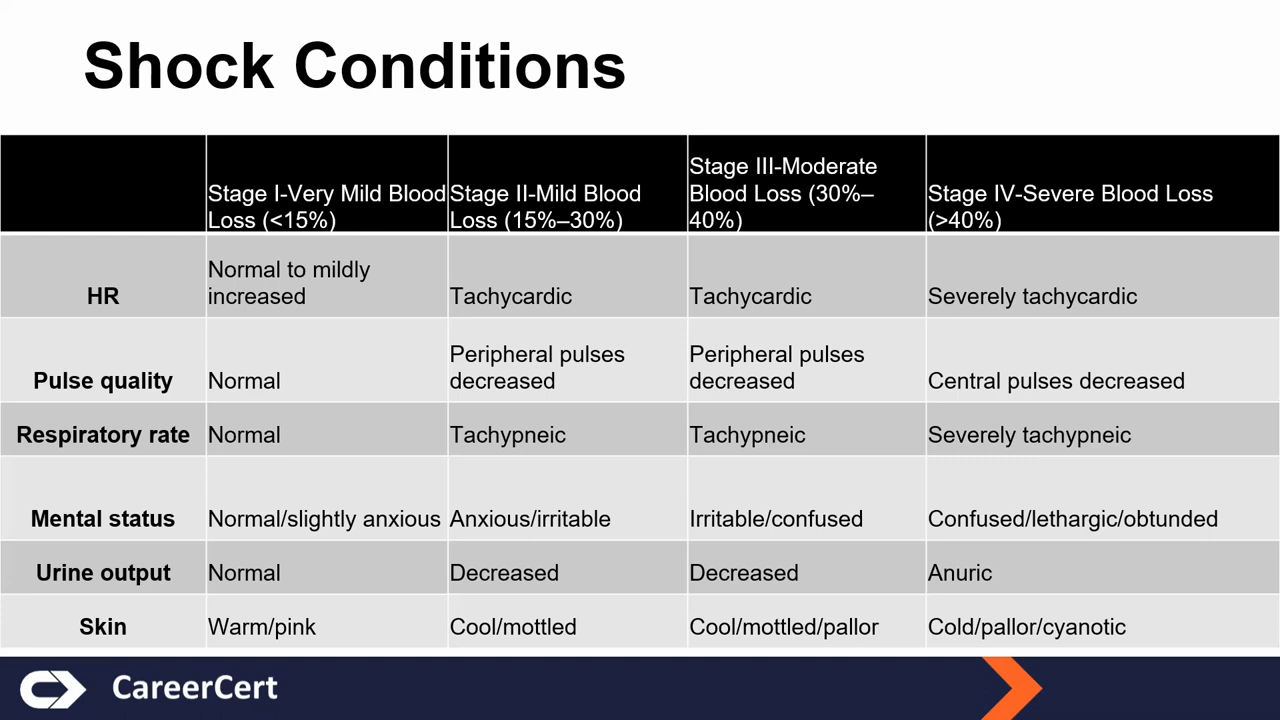 Shock Conditions
Stage I-Very Mild Blood Loss (<15%)
Stage II-Mild Blood Loss (15%–30%)
Stage III-Moderate Blood Loss (30%–40%)
Stage IV-Severe Blood Loss (>40%)
HR
Normal to mildly increased
Tachycardic
Tachycardic
Severely tachycardic
Pulse quality
Normal
Peripheral pulses decreased
Peripheral pulses decreased
Central pulses decreased
Respiratory rate
Normal
Tachypneic
Tachypneic
Severely tachypneic
Mental status
Normal/slightly anxious
Anxious/irritable
Irritable/confused
Confused/lethargic/obtunded
Urine output
Normal
Decreased
Decreased
Anuric
Skin
Warm/pink
Cool/mottled
Cool/mottled/pallor
Cold/pallor/cyanotic
CareerCert